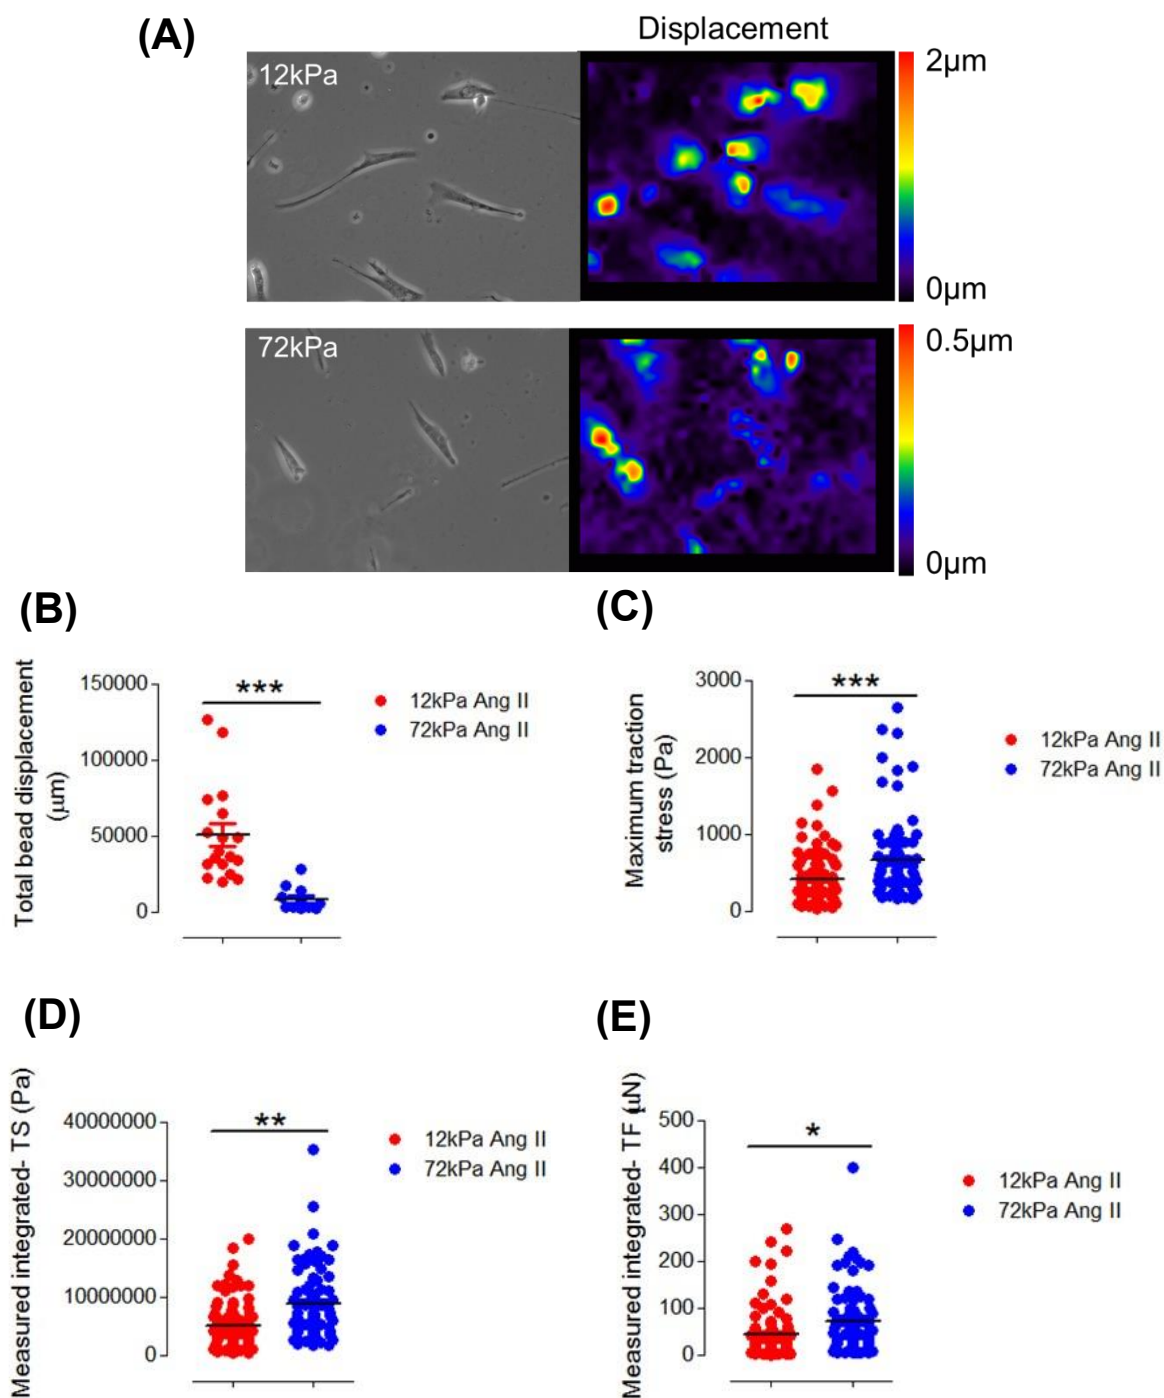 (A)
Displacement
12kPa
2µm
0µm
72kPa
0.5µm
0µm
(B)
Total bead displacement
(µm)
150000
100000
50000
0
***
12kPa Ang II
72kPa Ang II
(C)
Maximum traction
stress (Pa)
3000
2000
1000
0
***
12kPa Ang II
72kPa Ang II
(D)
Measured integrated- TS (Pa)
40000000
30000000
20000000
10000000
0
**
12kPa Ang II
72kPa Ang II
(E)
Measured integrated- TF (µN)
500
400
300
200
100
0
*
12kPa Ang II
72kPa Ang II